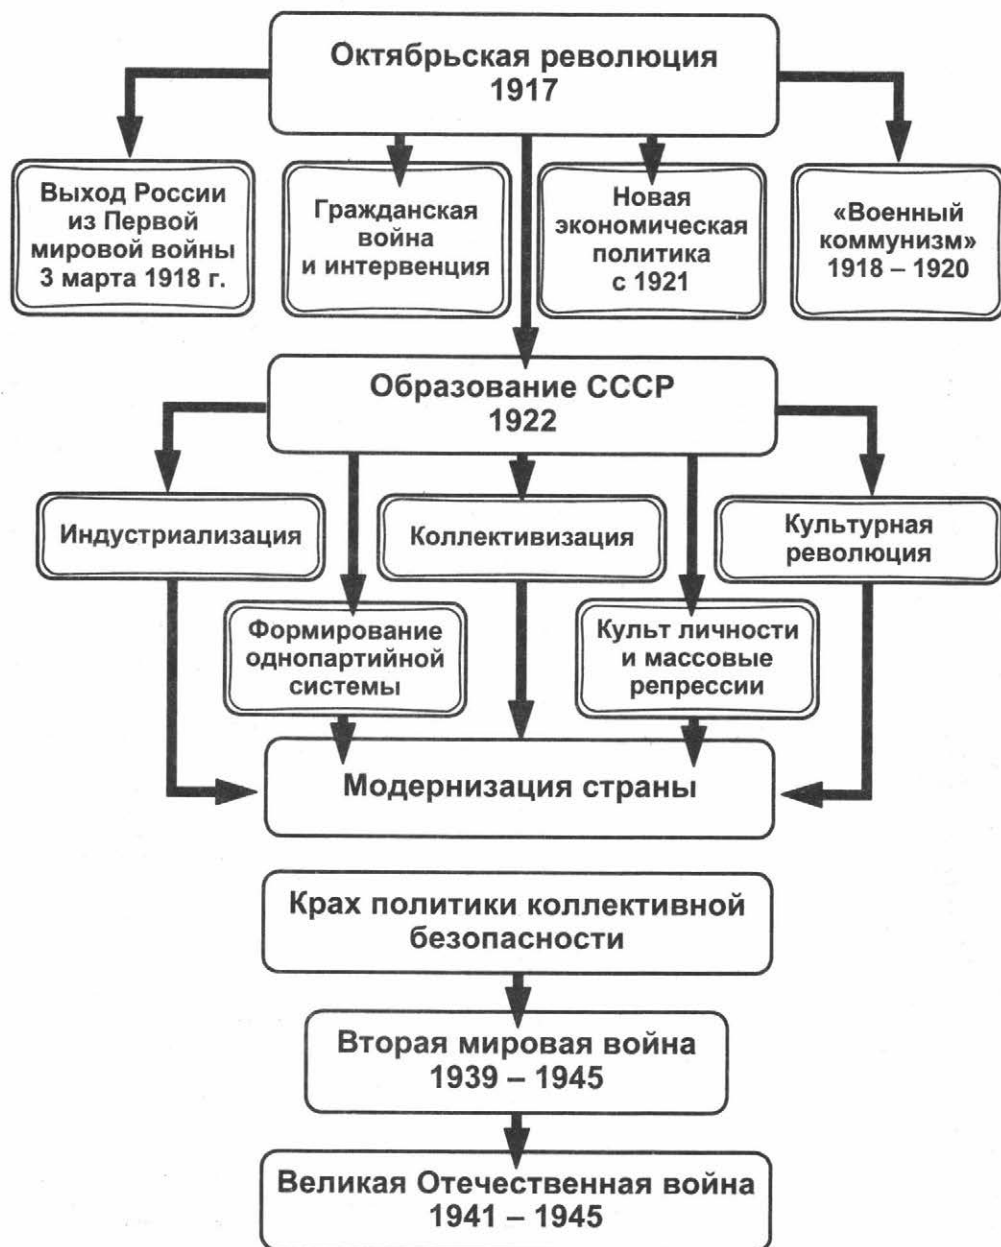 Октябрьская революция
1917
Выход России
из Первой
мировой войны
3 марта 1918 г.
Гражданская
война
и интервенция
Новая
экономическая
политика
с 1921
«Военный
коммунизм»
1918 – 1920
Образование СССР
1922
Индустриализация
Коллективизация
Культурная
революция
Формирование
однопартийной
системы
Культ личности
и массовые
репрессии
Модернизация страны
Крах политики коллективной
безопасности
Вторая мировая война
1939 – 1945
Великая Отечественная война
1941 – 1945